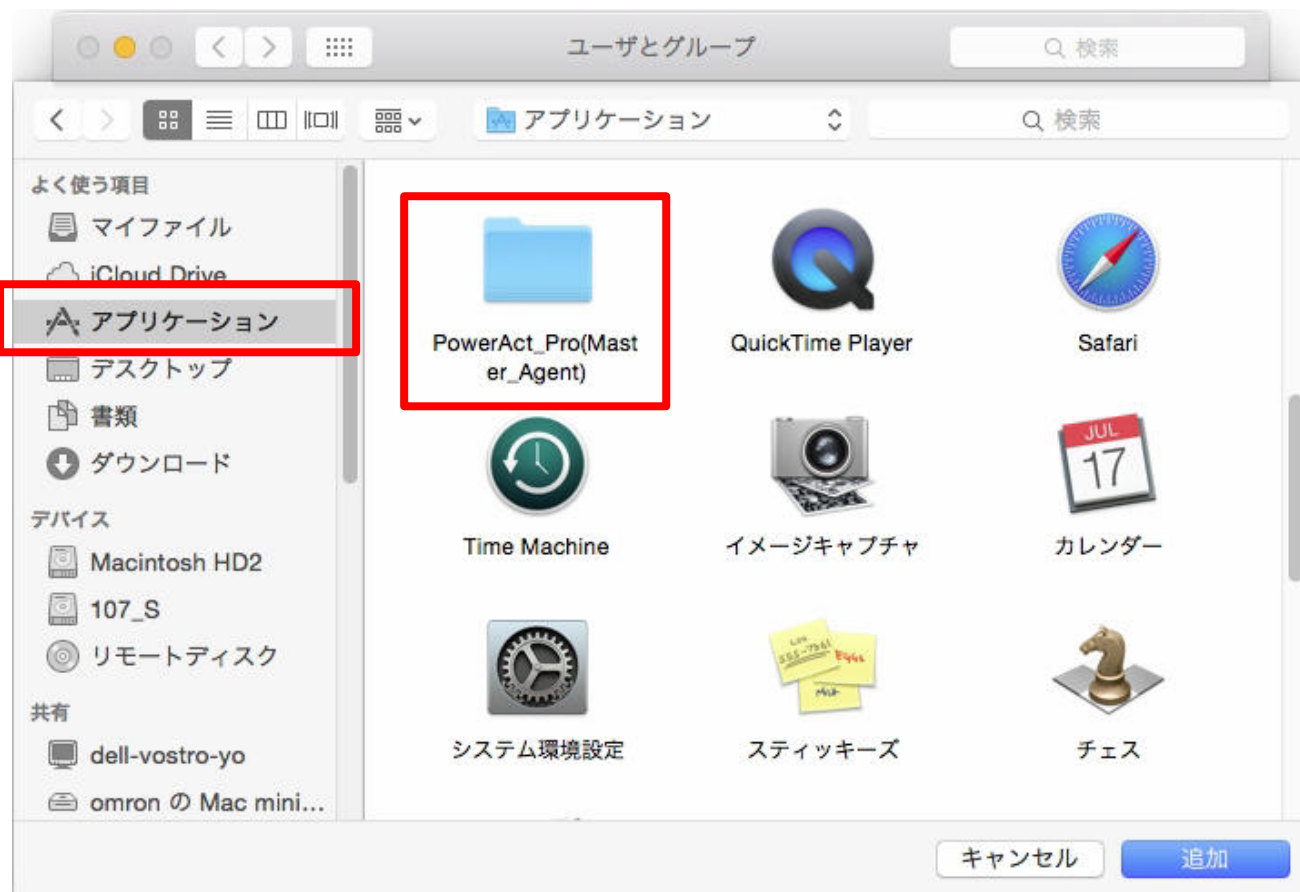 ユーザとグループ
検索
アプリケーション
検索
よく使う項目
マイファイル
iCloud Drive
アプリケーション
デスクトップ
書類
ダウンロード
デバイス
Macintosh HD2
107_S
リモートディスク
共有
dell-vostro-yo
omron の Mac mini...
PowerAct_Pro(Mast
er_Agent)
QuickTime Player
Safari
Time Machine
イメージキャプチャ
JUL
17
カレンダー
システム環境設定
EGGS
MILK
スティッキーズ
チェス
キャンセル
追加